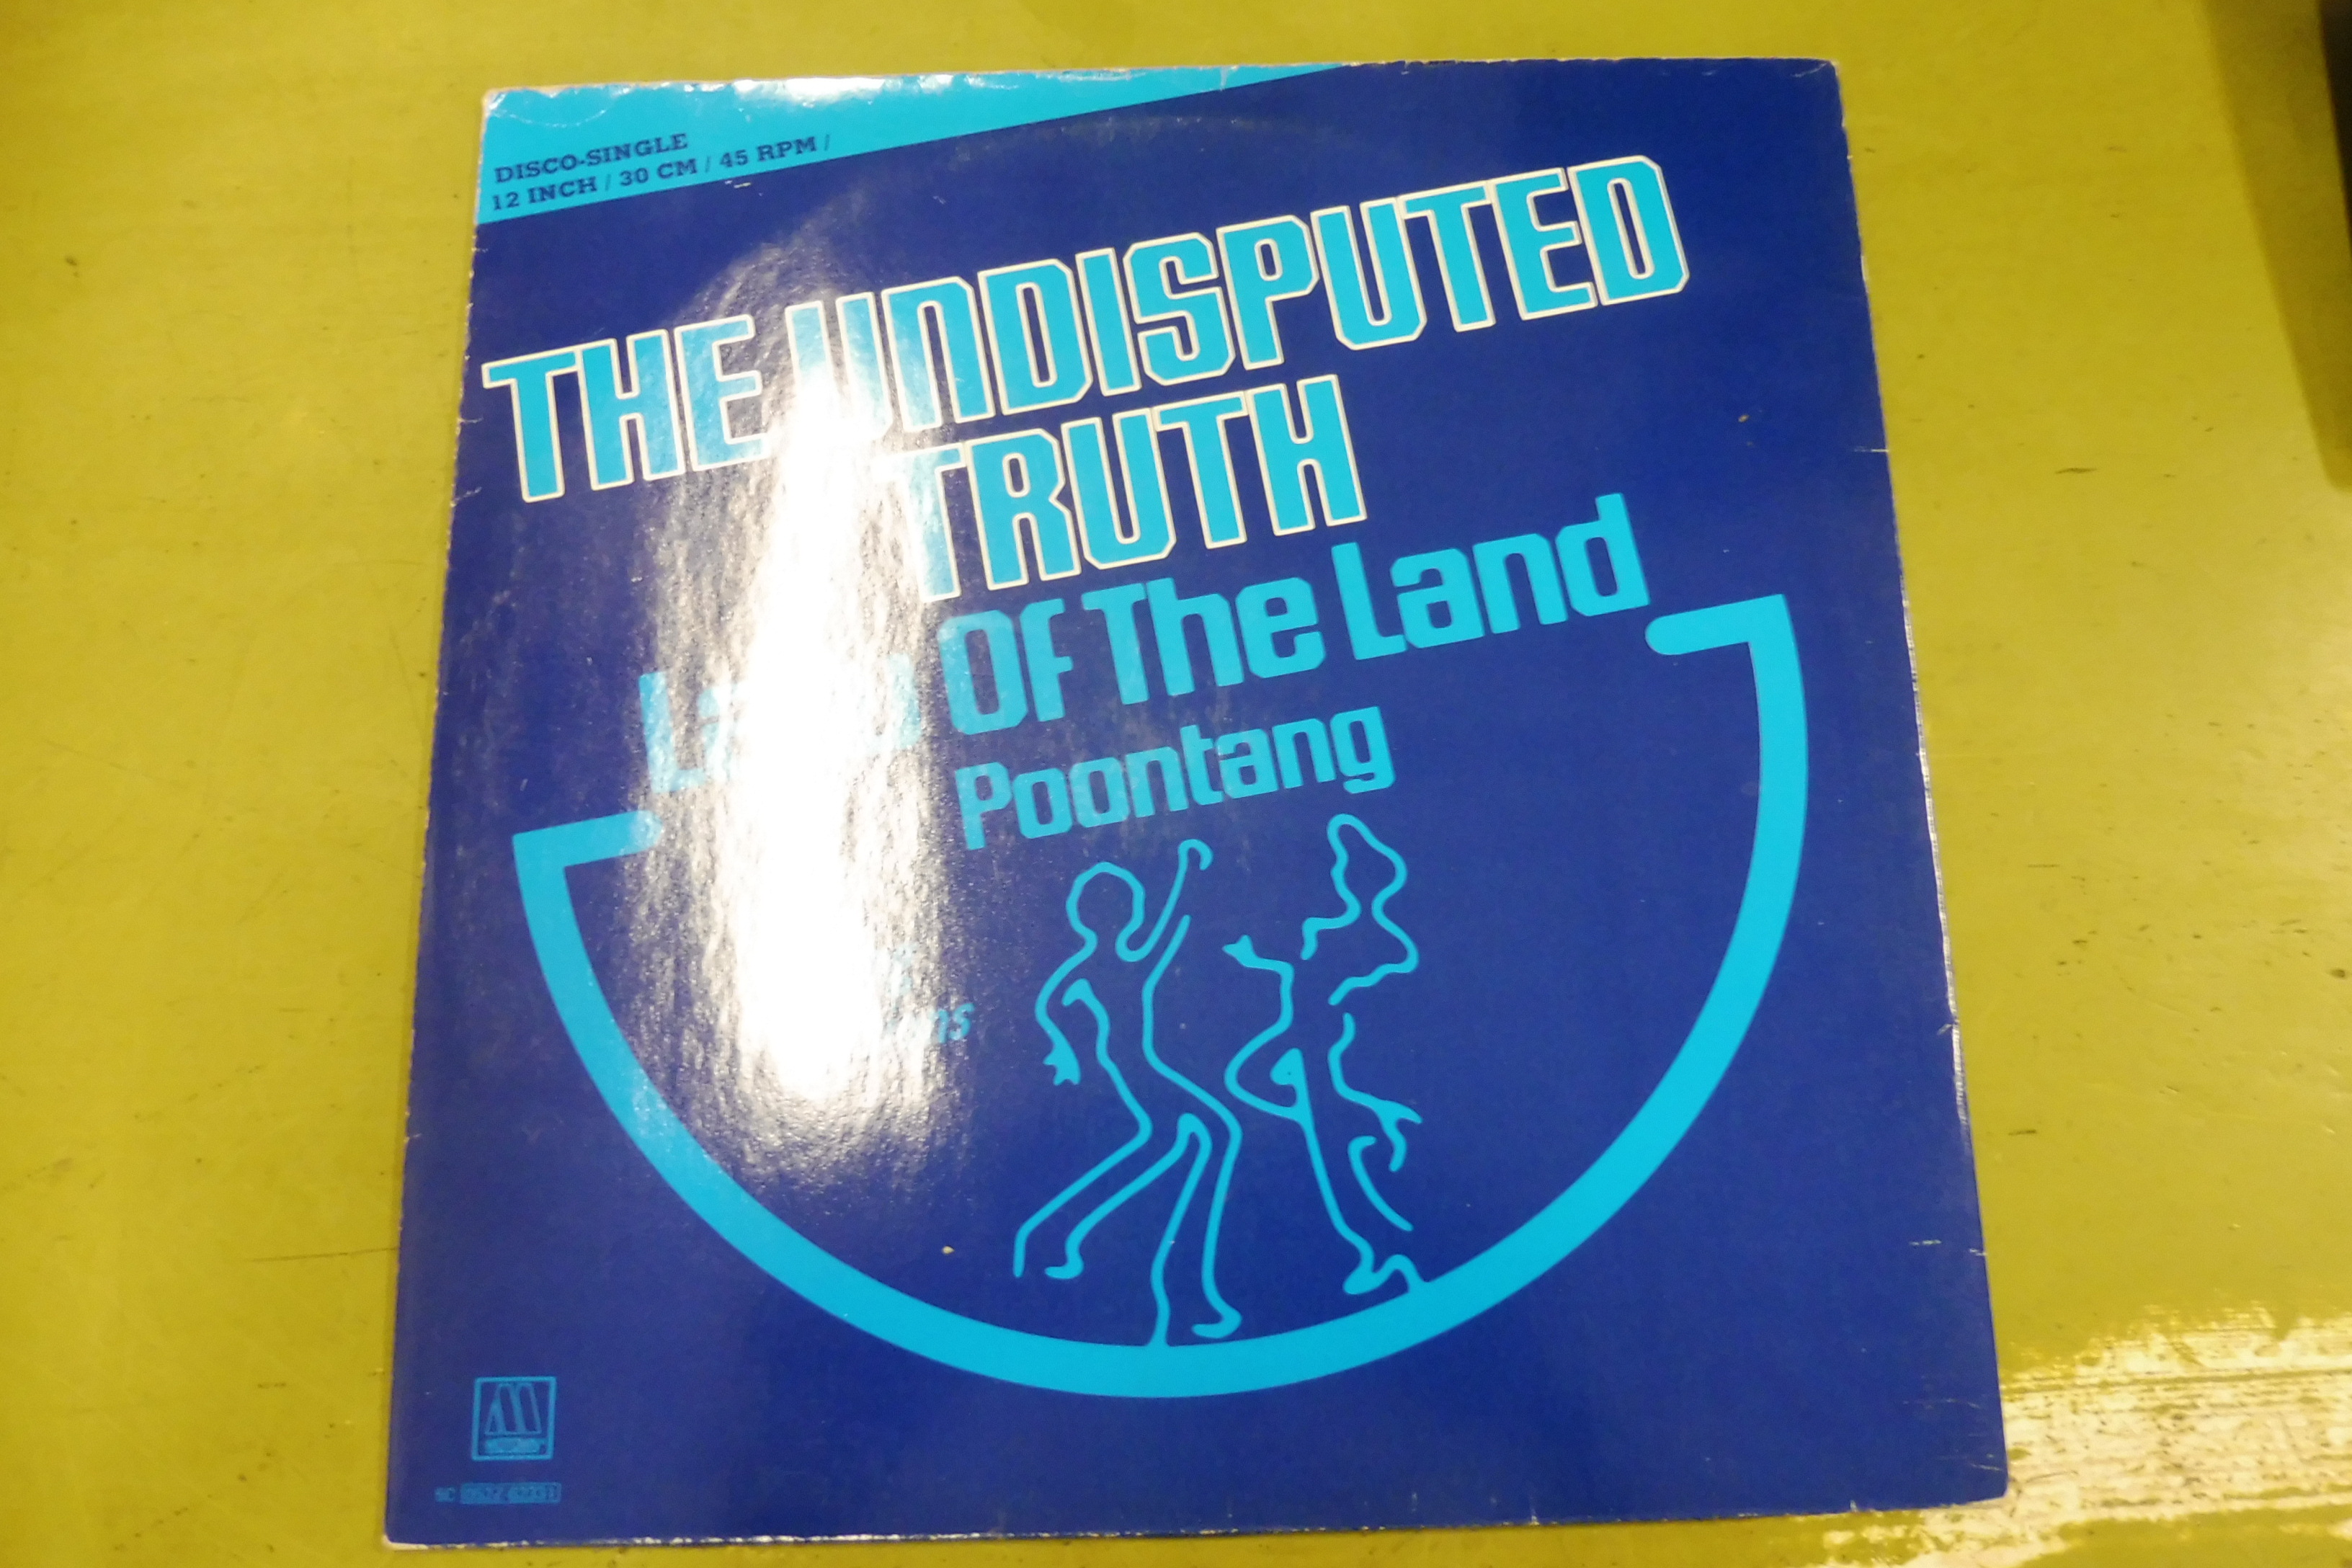 DISCO-SINGLE
12 INCH / 30 CM / 45 RPM /
THE UNDISPUTED
TRUTH
Of The Land
Poontang